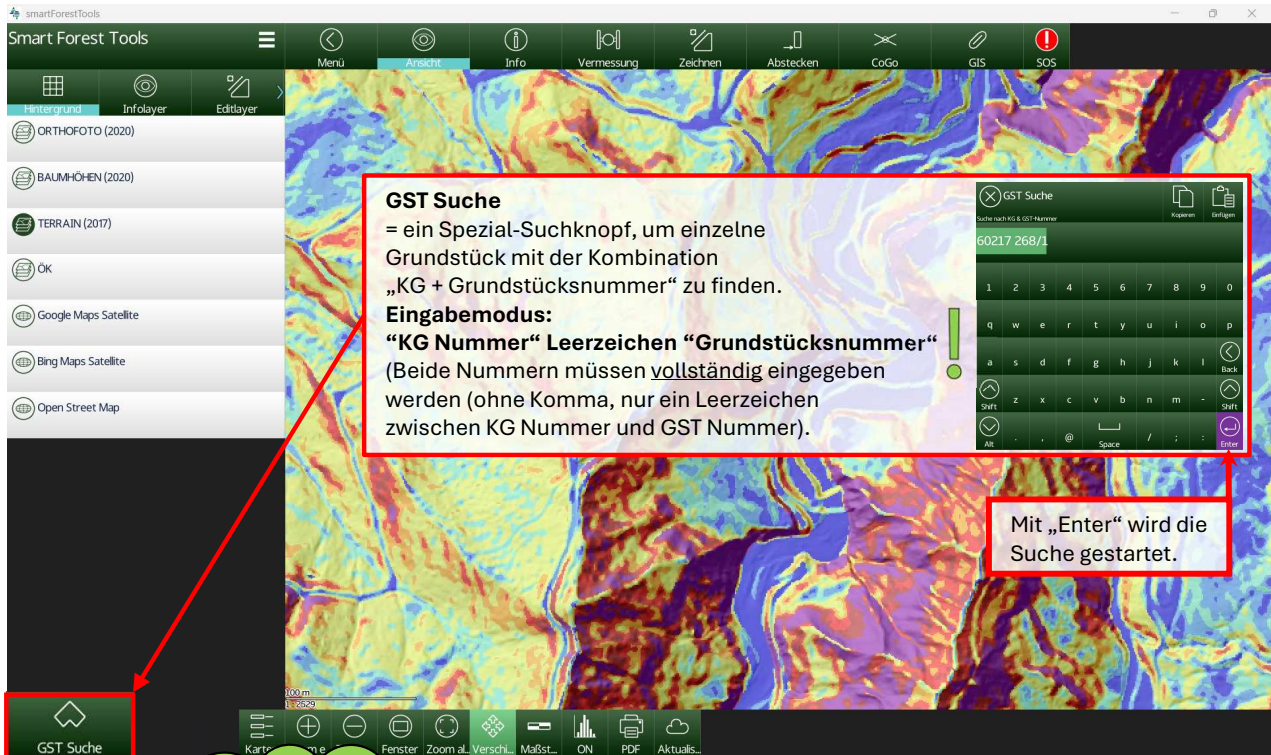 smartForestTools
Smart Forest Tools
Menü
Ansicht
Info
Vermessung
Zeichnen
Abstecken
CoGo
GIS
SOS
Hintergrund
Infolayer
Editlayer
ORTHOFOTO (2020)
BAUMHÖHEN (2020)
TERRAIN (2017)
ÖK
Google Maps Satellite
Bing Maps Satellite
Open Street Map
GST Suche
= ein Spezial-Suchknopf, um einzelne
Grundstück mit der Kombination
„KG + Grundstücksnummer“ zu finden.
Eingabemodus:
“KG Nummer“ Leerzeichen “Grundstücksnummer“
(Beide Nummern müssen vollständig eingegeben
werden (ohne Komma, nur ein Leerzeichen
zwischen KG Nummer und GST Nummer).
!
GST Suche
Suche nach KG & GST-Nummer
Kopieren
Einfügen
60217 268/1
1 2 3 4 5 6 7 8 9 0
q w e r t y u i o p
a s d f g h j k l Back
Shift z x c v b n m - Shift
Alt . , @ Space / ; : Enter
Mit „Enter“ wird die
Suche gestartet.
100 m
1 : 2529
GST Suche
Karte
Fenster
Zoom al...
Verschi...
Maßst...
ON
PDF
Aktualis...